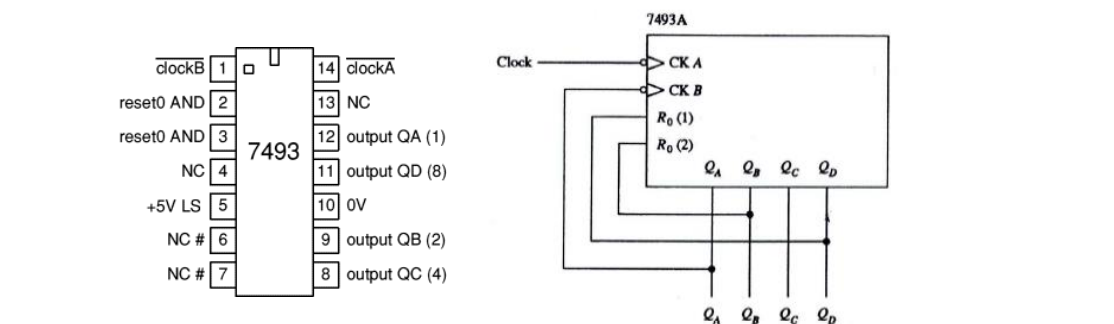 clockB 1
reset0 AND 2
reset0 AND 3
NC 4
+5V LS 5
NC # 6
NC # 7
7493
14 clockA
13 NC
12 output QA (1)
11 output QD (8)
10 0V
9 output QB (2)
8 output QC (4)
7493A
Clock
CK A
CK B
R0 (1)
R0 (2)
QA QB QC QD
QA QB QC QD